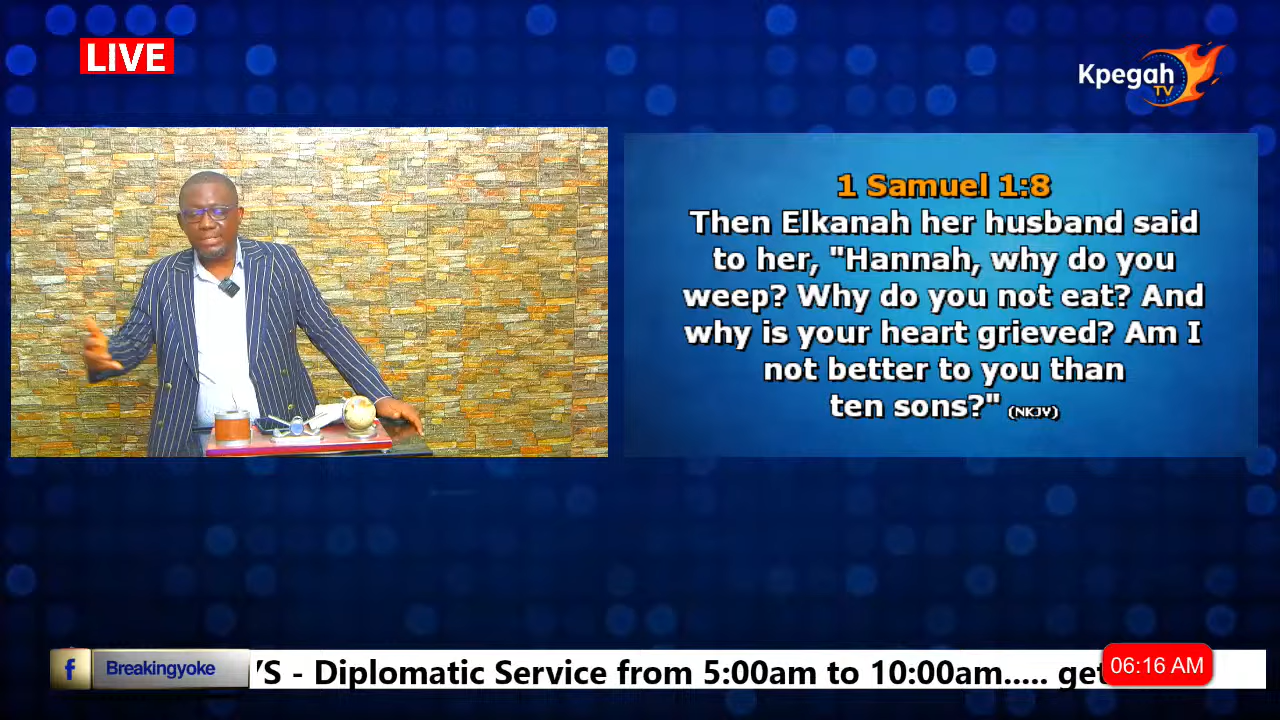 LIVE
Kpegah
TV
1 Samuel 1:8
Then Elkanah her husband said
to her, "Hannah, why do you
weep? Why do you not eat? And
why is your heart grieved? Am I
not better to you than
ten sons?" (NKJV)
f Breakingyoke
YS - Diplomatic Service from 5:00am to 10:00am..... get
06:16 AM